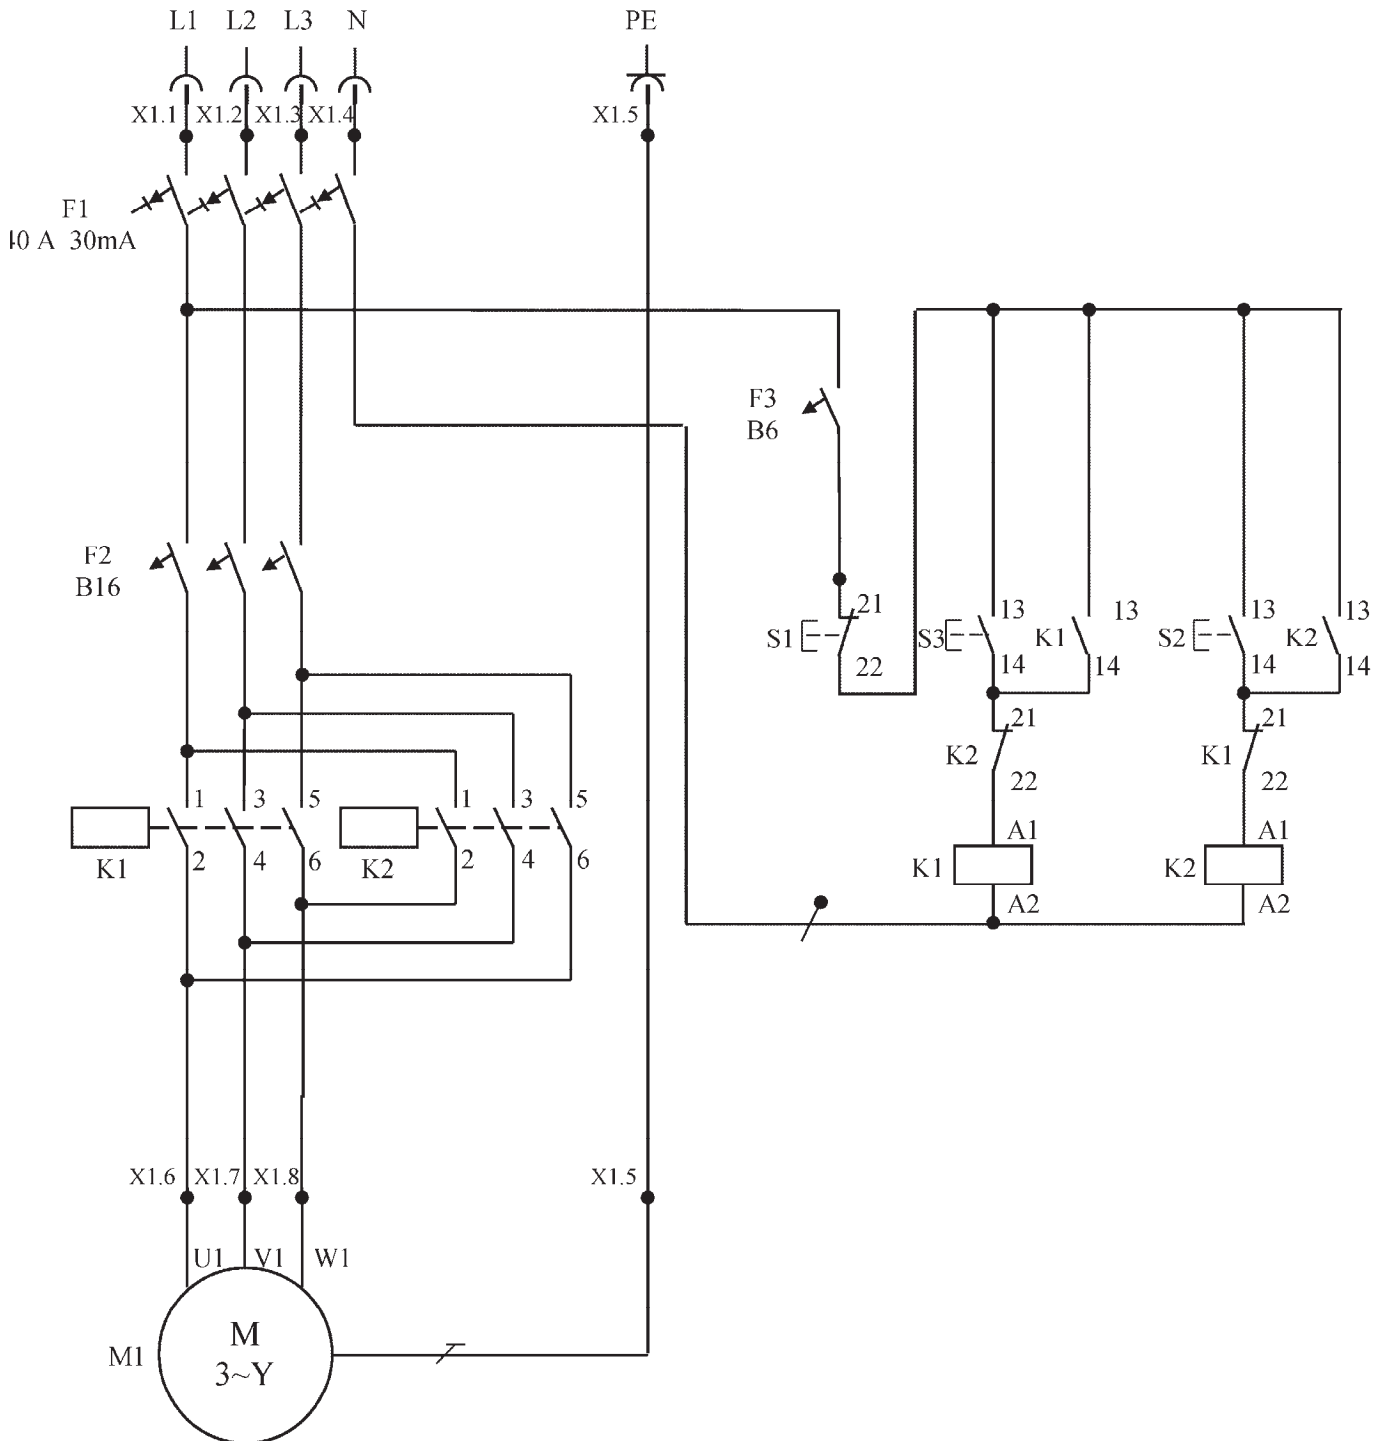 L1 L2 L3 N PE
X1.1 X1.2 X1.3 X1.4 X1.5
F1
40 A 30mA
F3
B6
F2
B16
21 13 13 13 13
S1 S3 K1 S2 K2
22 14 14 14 14
21 21
K2 K1
22 22
1 3 5 1 3 5
A1 A1
2 4 6 2 4 6
K1 K2 K1 K2
A2 A2
X1.6 X1.7 X1.8 X1.5
U1 V1 W1
M
M1
3~Y